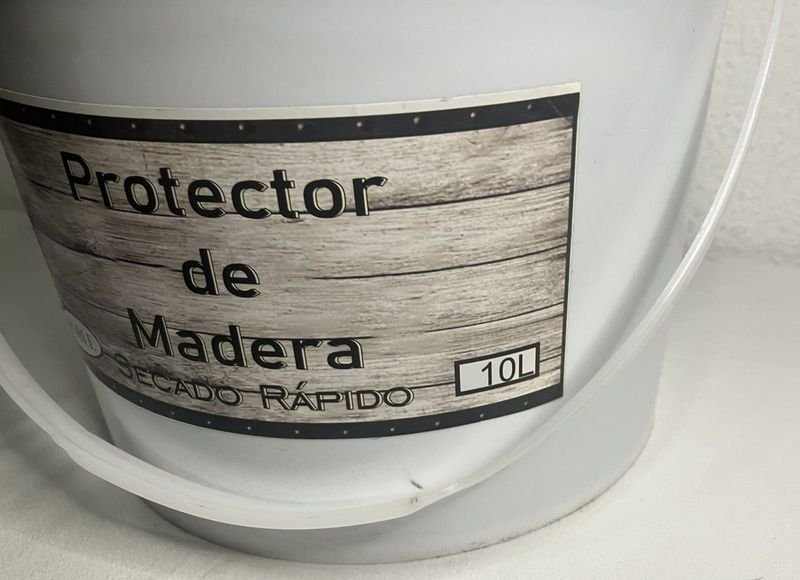 Protector
de
Madera
SECADO RÁPIDO
10L